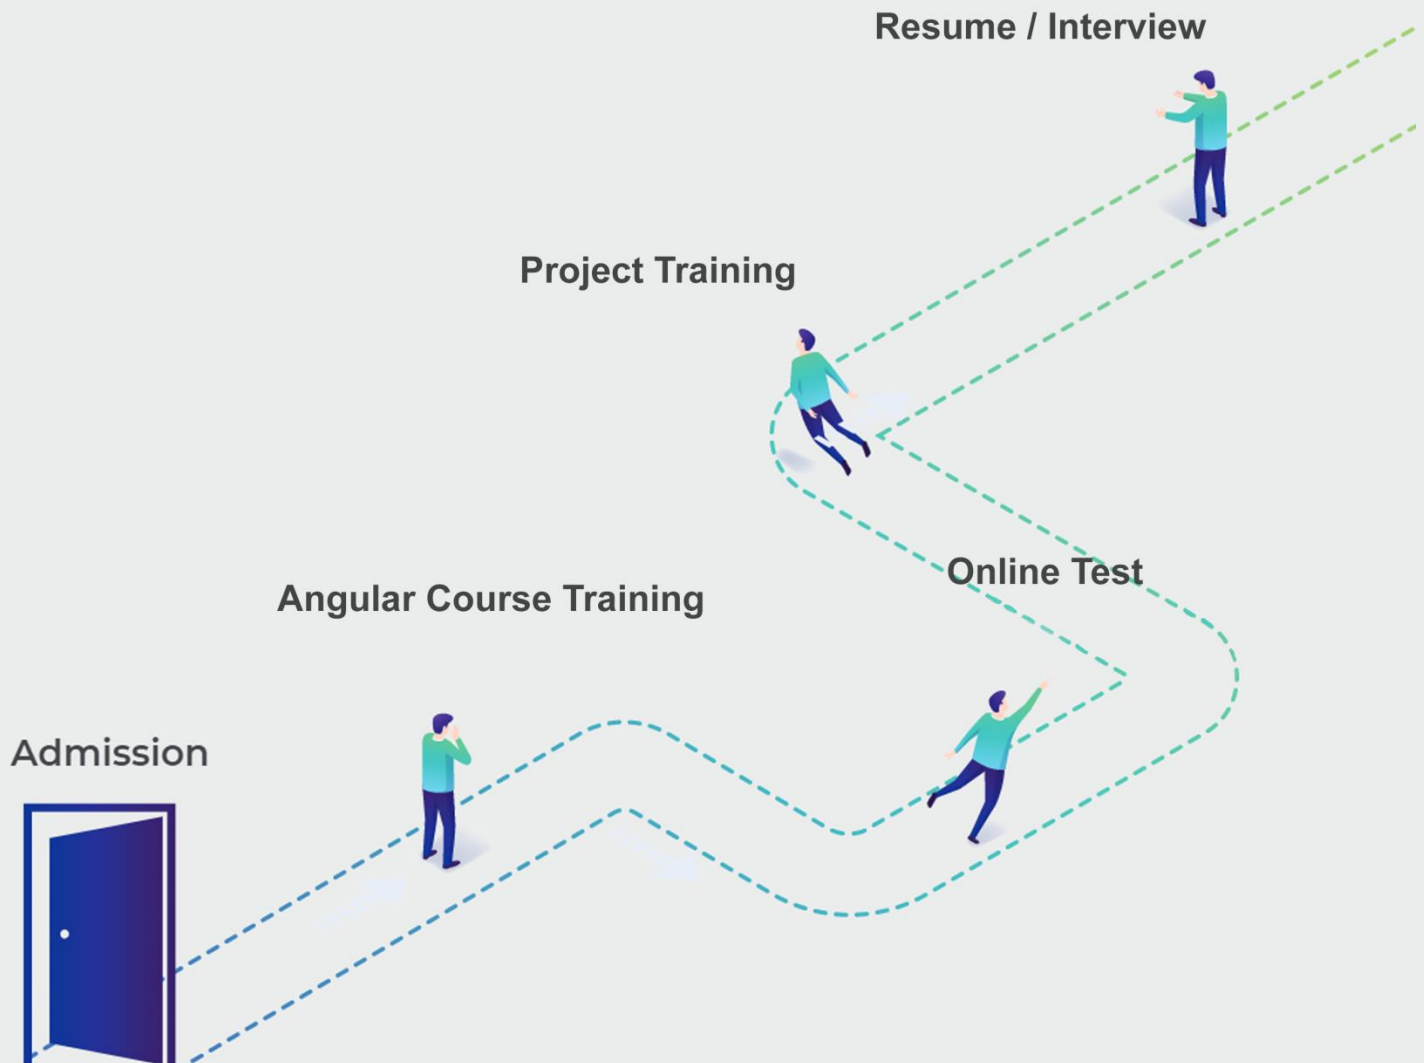 Resume / Interview
Project Training
Online Test
Angular Course Training
Admission